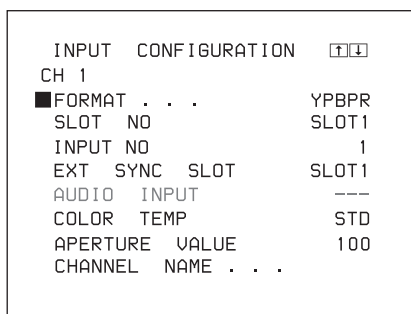 INPUT CONFIGURATION ↑↓
CH 1
■FORMAT . . . YPBPR
SLOT NO SLOT1
INPUT NO 1
EXT SYNC SLOT SLOT1
AUDIO INPUT ---
COLOR TEMP STD
APERTURE VALUE 100
CHANNEL NAME . . .